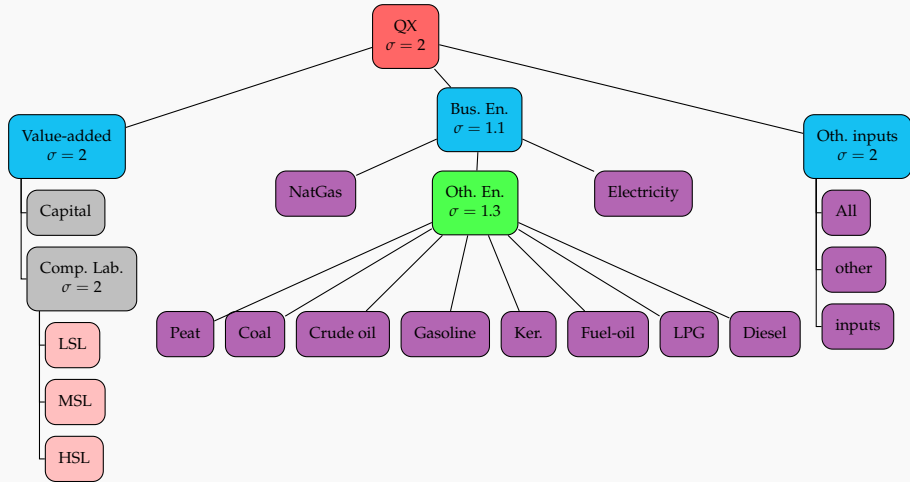 QX
σ = 2
Value-added
σ = 2
Bus. En.
σ = 1.1
Oth. inputs
σ = 2
NatGas
Oth. En.
σ = 1.3
Electricity
Capital
Comp. Lab.
σ = 2
LSL
MSL
HSL
Peat
Coal
Crude oil
Gasoline
Ker.
Fuel-oil
LPG
Diesel
All
other
inputs